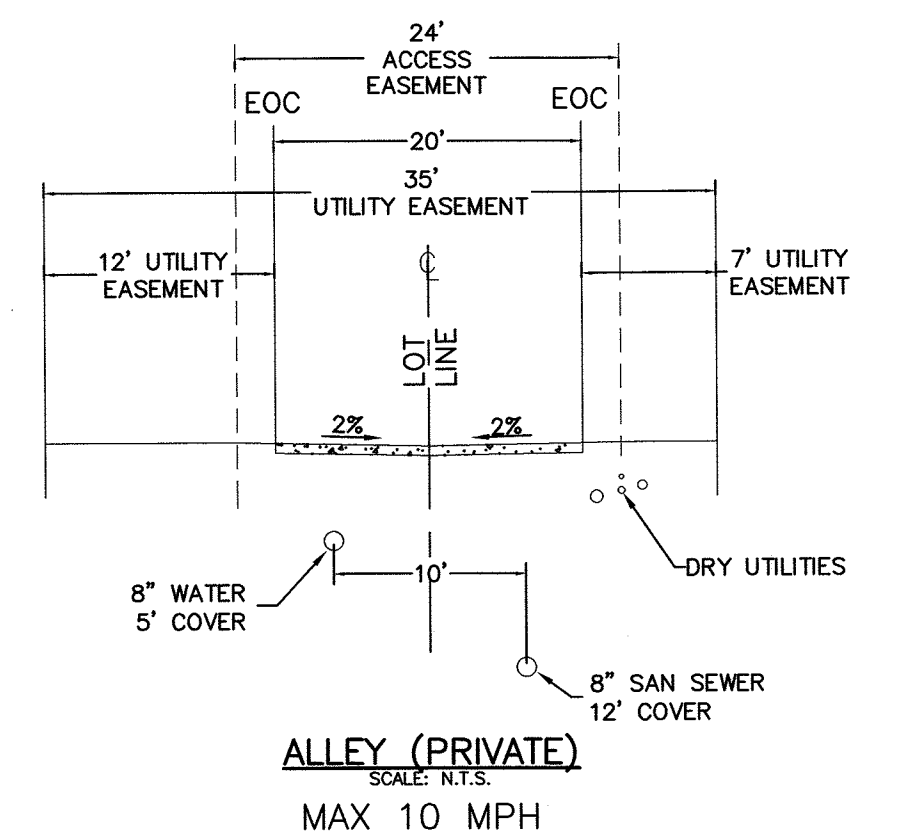 24'
ACCESS
EASEMENT
EOC
EOC
20'
35'
UTILITY EASEMENT
12' UTILITY
EASEMENT
7' UTILITY
EASEMENT
℄
LOT
LINE
2%
2%
DRY UTILITIES
10'
8" WATER
5' COVER
8" SAN SEWER
12' COVER
ALLEY (PRIVATE)
SCALE: N.T.S.
MAX 10 MPH